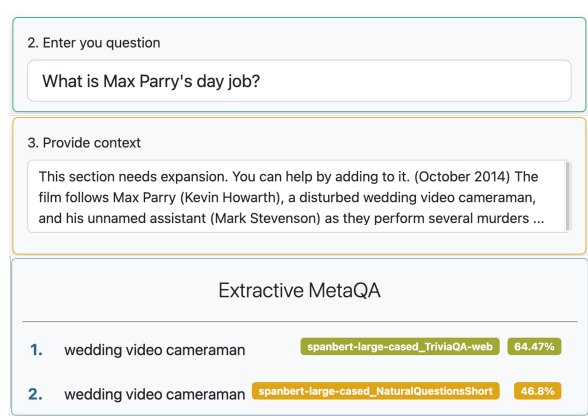 2. Enter you question
What is Max Parry's day job?
3. Provide context
This section needs expansion. You can help by adding to it. (October 2014) The
film follows Max Parry (Kevin Howarth), a disturbed wedding video cameraman,
and his unnamed assistant (Mark Stevenson) as they perform several murders ...
Extractive MetaQA
1. wedding video cameraman spanbert-large-cased_TriviaQA-web 64.47%
2. wedding video cameraman spanbert-large-cased_NaturalQuestionsShort 46.8%